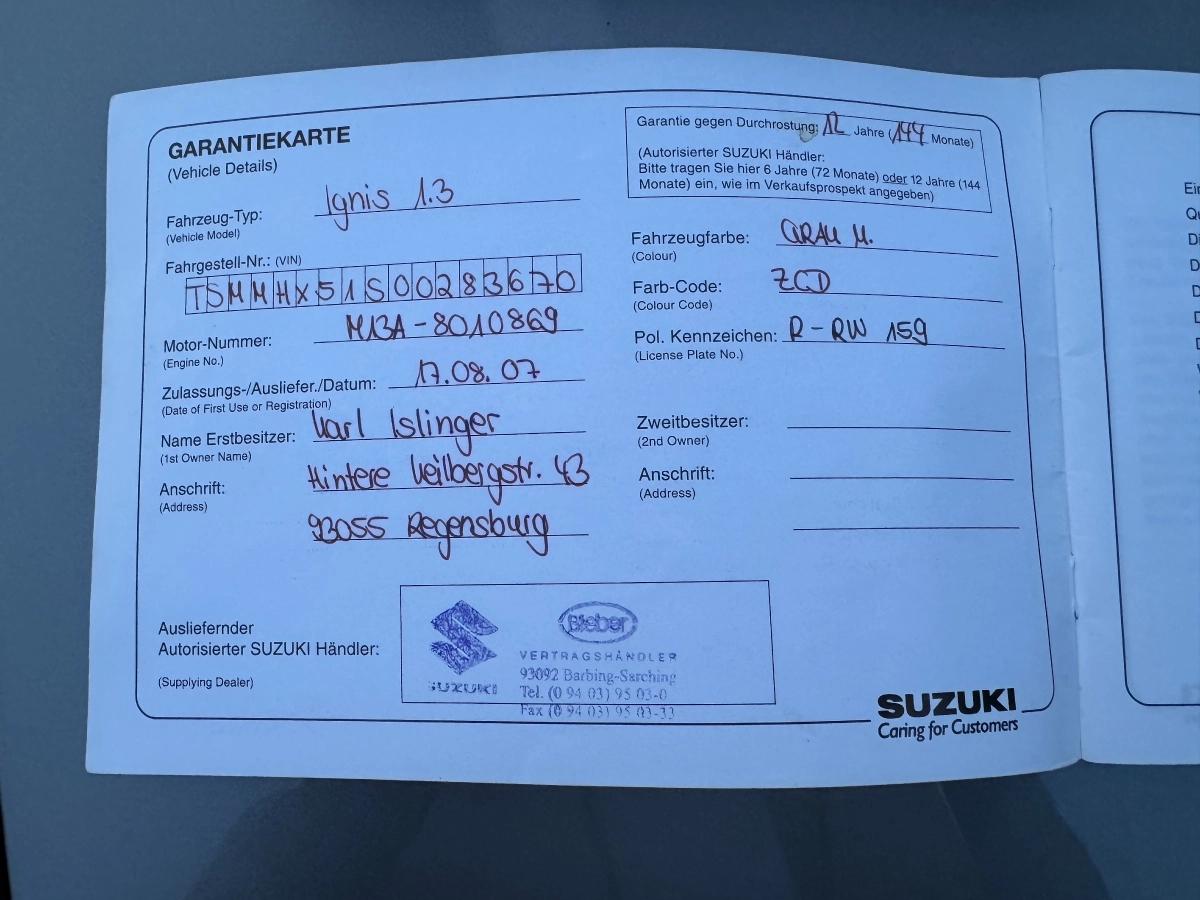 GARANTIEKARTE
(Vehicle Details)
Fahrzeug-Typ: Ignis 1.3
(Vehicle Model)
Fahrgestell-Nr.: (VIN)
TSMMHX51S00283670
Motor-Nummer: M13A-8010869
(Engine No.)
Zulassungs-/Ausliefer./Datum: 17.08.07
(Date of First Use or Registration)
Name Erstbesitzer: Karl Islinger
(1st Owner Name)
Anschrift: Hintere Keilbergstr. 43
(Address)
93055 Regensburg
Garantie gegen Durchrostung: 12 Jahre (144 Monate)
(Autorisierter SUZUKI Händler:
Bitte tragen Sie hier 6 Jahre (72 Monate) oder 12 Jahre (144
Monate) ein, wie im Verkaufsprospekt angegeben)
Fahrzeugfarbe: GRAU M.
(Colour)
Farb-Code: ZCD
(Colour Code)
Pol. Kennzeichen: R-RW 159
(License Plate No.)
Zweitbesitzer:
(2nd Owner)
Anschrift:
(Address)
Ausliefernder
Autorisierter SUZUKI Händler:
(Supplying Dealer)
SUZUKI
Bieber
VERTRAGSHÄNDLER
93092 Barbing-Sarching
Tel. (0 94 03) 95 03-0
Fax (0 94 03) 95 03-33
SUZUKI
Caring for Customers
Ein